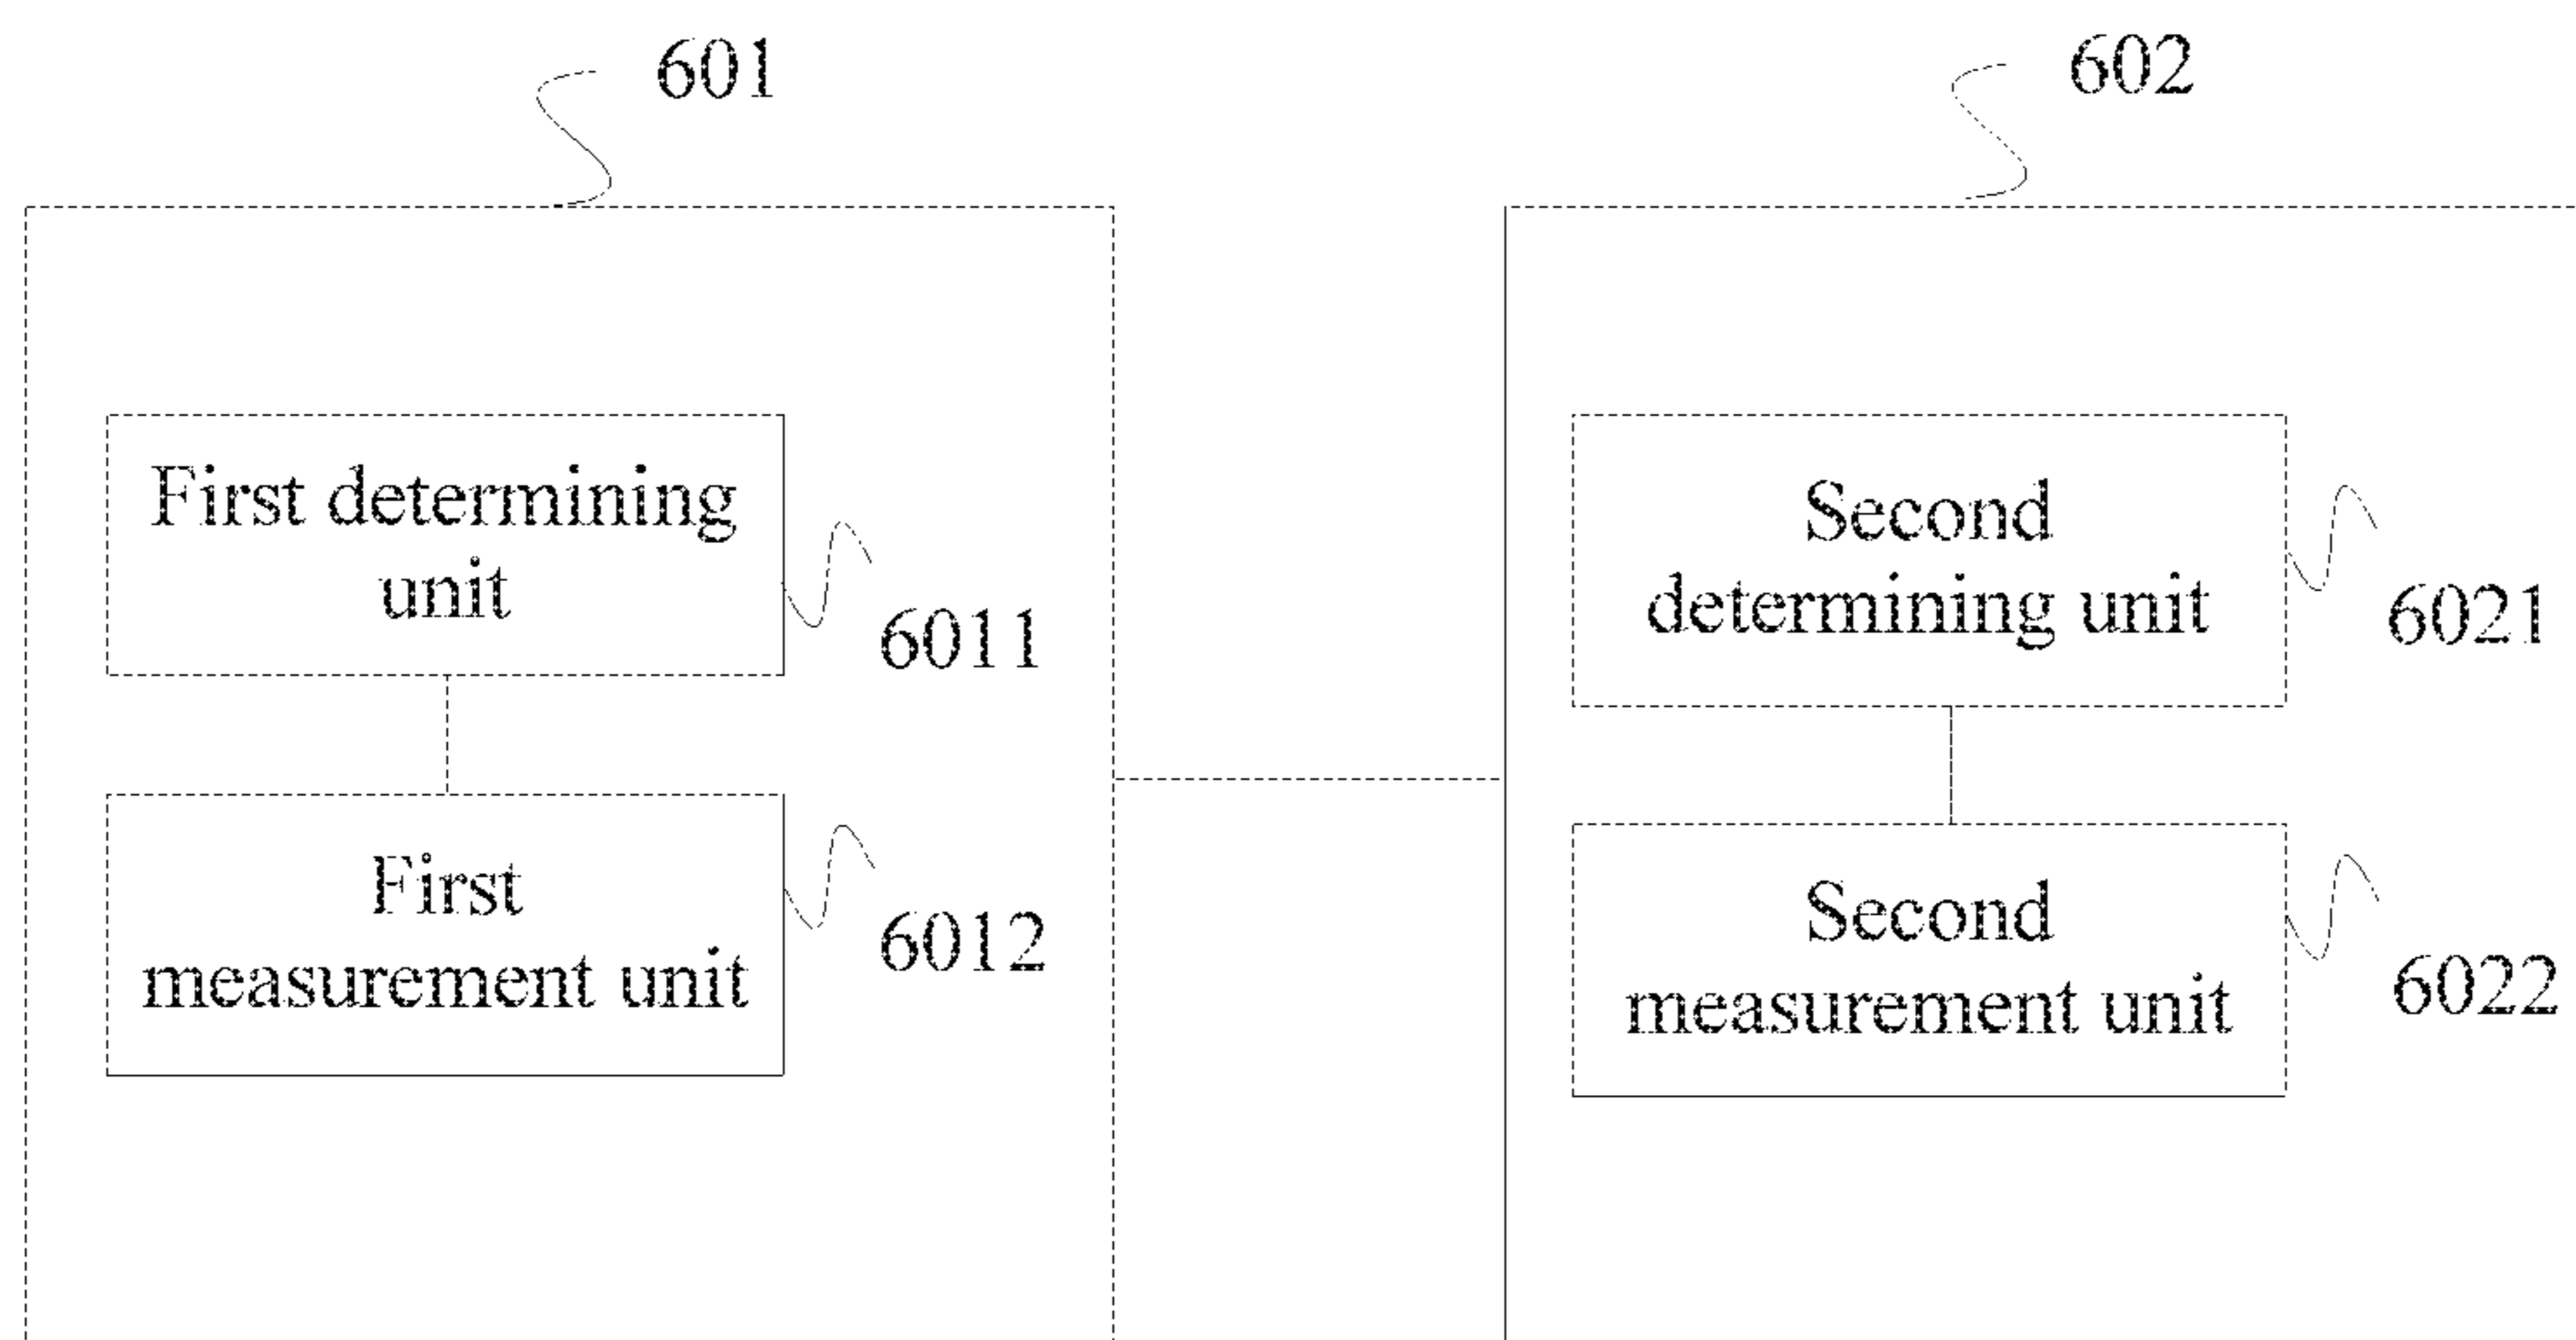 601
602
First determining
unit
6011
First
measurement unit
6012
Second
determining unit
6021
Second
measurement unit
6022